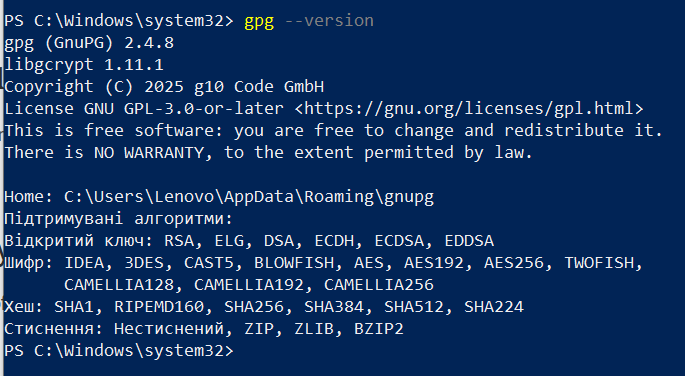 PS C:\Windows\system32> gpg --version
gpg (GnuPG) 2.4.8
libgcrypt 1.11.1
Copyright (C) 2025 g10 Code GmbH
License GNU GPL-3.0-or-later <https://gnu.org/licenses/gpl.html>
This is free software: you are free to change and redistribute it.
There is NO WARRANTY, to the extent permitted by law.

Home: C:\Users\Lenovo\AppData\Roaming\gnupg
Підтримувані алгоритми:
Відкритий ключ: RSA, ELG, DSA, ECDH, ECDSA, EDDSA
Шифр: IDEA, 3DES, CAST5, BLOWFISH, AES, AES192, AES256, TWOFISH,
      CAMELLIA128, CAMELLIA192, CAMELLIA256
Хеш: SHA1, RIPEMD160, SHA256, SHA384, SHA512, SHA224
Стиснення: Нестиснений, ZIP, ZLIB, BZIP2
PS C:\Windows\system32>